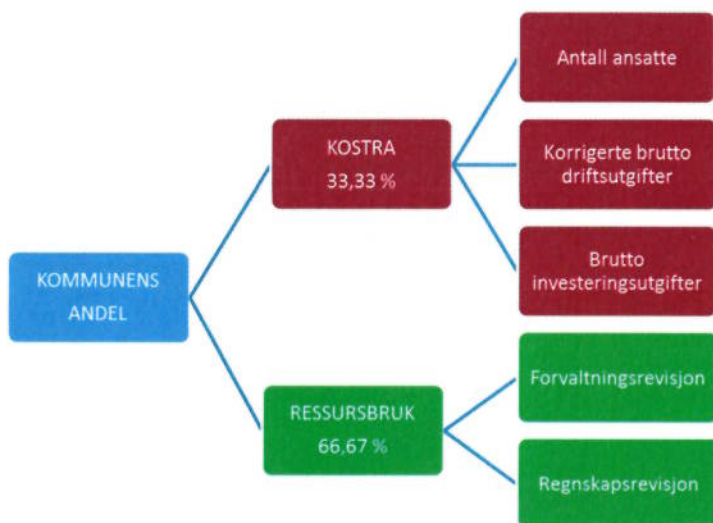 Antall ansatte
KOSTRA
33,33 %
Korrigerte brutto
driftsutgifter
Brutto
investeringsutgifter
KOMMUNENS
ANDEL
RESSURSBRUK
66,67 %
Forvaltningsrevisjon
Regnskapsrevisjon